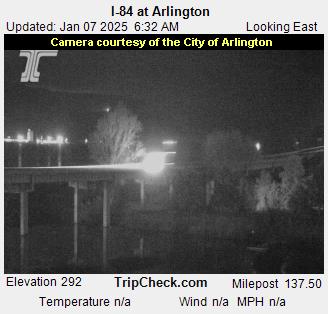 I-84 at Arlington
Updated: Jan 07 2025 6:32 AM Looking East
Camera courtesy of the City of Arlington
Elevation 292 TripCheck.com Milepost 137.50
Temperature n/a Wind n/a MPH n/a